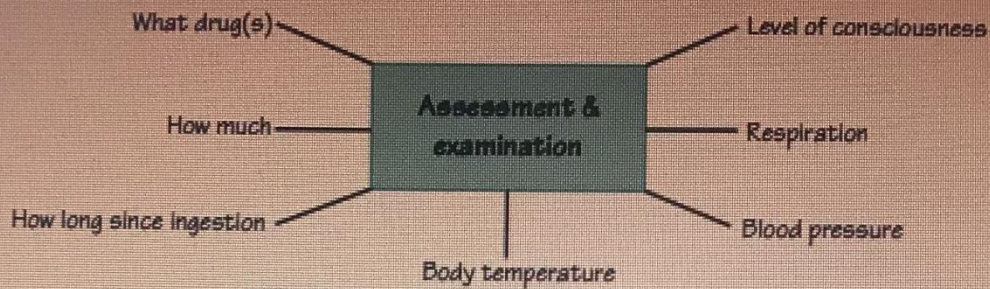 What drug(s)
Level of consciousness
Assessment &
examination
How much
Respiration
How long since ingestion
Blood pressure
Body temperature